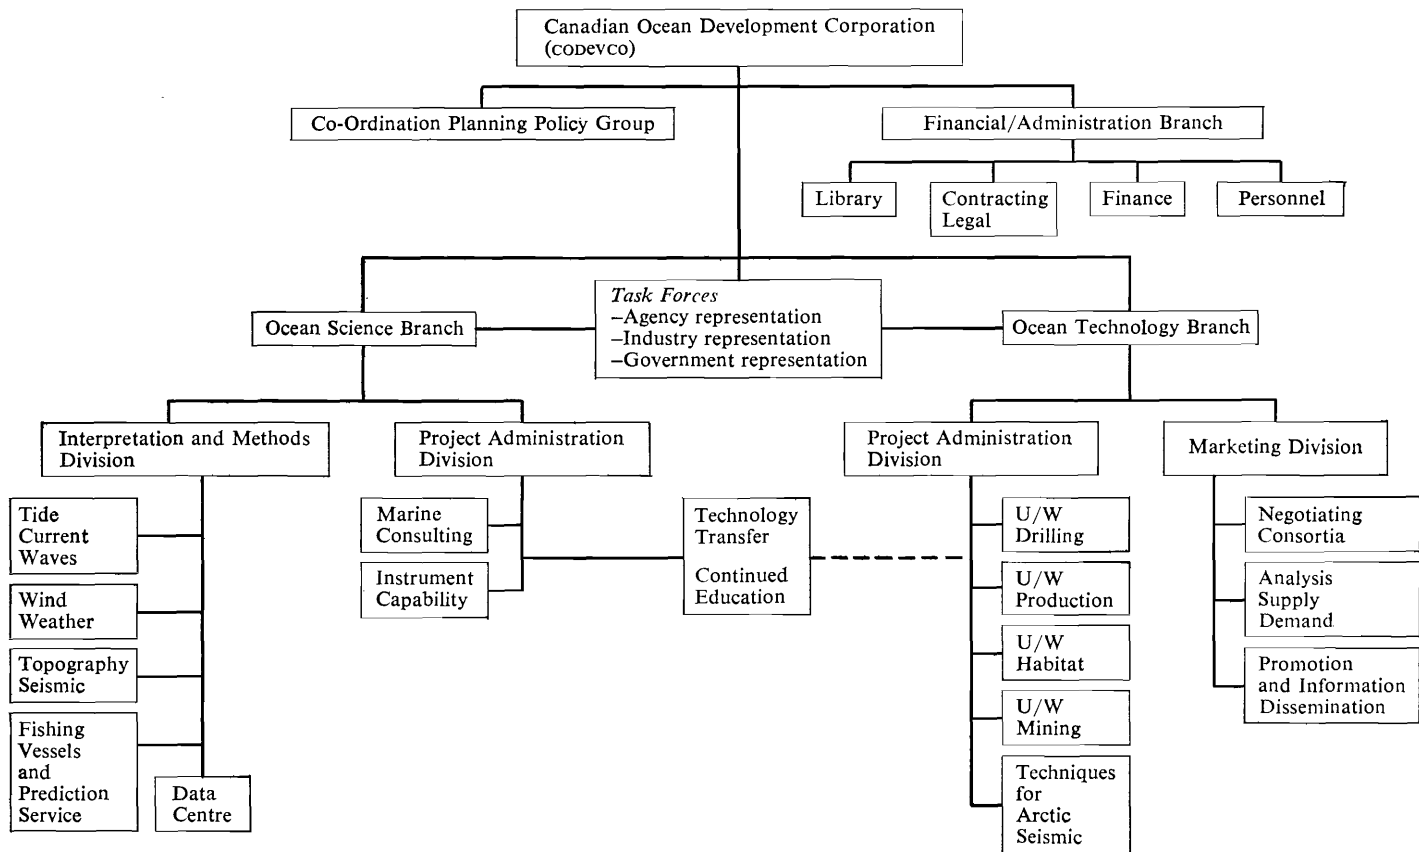 Canadian Ocean Development Corporation
(CODEVCO)
Co-Ordination Planning Policy Group
Financial/Administration Branch
Library
Contracting
Legal
Finance
Personnel
Task Forces
–Agency representation
–Industry representation
–Government representation
Ocean Science Branch
Ocean Technology Branch
Interpretation and Methods
Division
Project Administration
Division
Project Administration
Division
Marketing Division
Tide
Current
Waves
Wind
Weather
Topography
Seismic
Fishing
Vessels
and
Prediction
Service
Data
Centre
Marine
Consulting
Instrument
Capability
Technology
Transfer
Continued
Education
U/W
Drilling
U/W
Production
U/W
Habitat
U/W
Mining
Techniques
for
Arctic
Seismic
Negotiating
Consortia
Analysis
Supply
Demand
Promotion
and Information
Dissemination